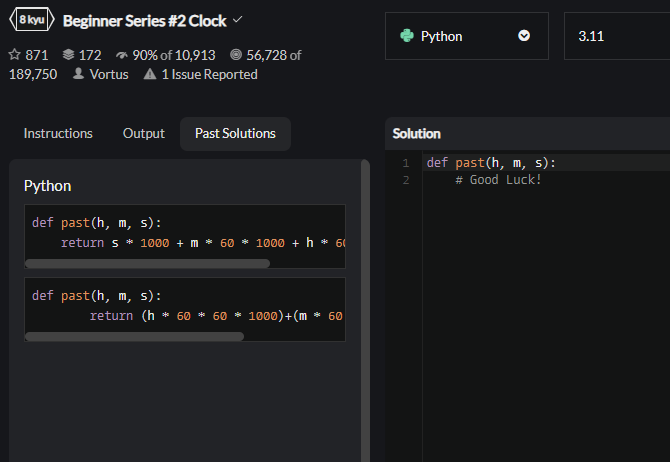 8 kyu Beginner Series #2 Clock
871 172 90% of 10,913 56,728 of
189,750 Vortus 1 Issue Reported
Python 3.11
Instructions Output Past Solutions
Python
def past(h, m, s):
return s * 1000 + m * 60 * 1000 + h * 60
def past(h, m, s):
return (h * 60 * 60 * 1000)+(m * 60
Solution
1 def past(h, m, s):
2 # Good Luck!